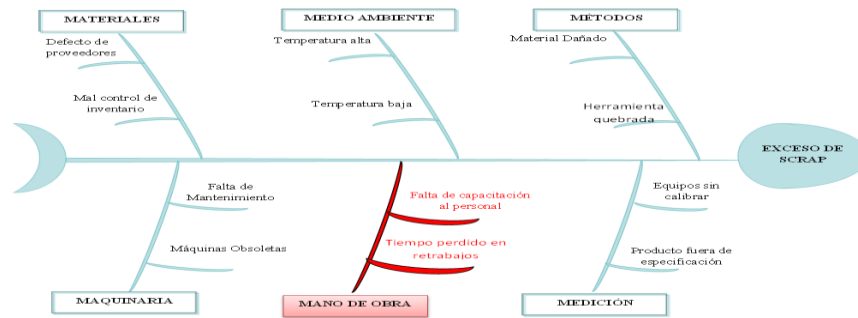 MATERIALES
MEDIO AMBIENTE
MÉTODOS
Defecto de
proveedores
Mal control de
inventario
Temperatura alta
Temperatura baja
Material Dañado
Herramienta
quebrada
EXCESO DE
SCRAP
Falta de
Mantenimiento
Máquinas Obsoletas
Falta de capacitación
al personal
Tiempo perdido en
retrabajos
Equipos sin
calibrar
Producto fuera de
especificación
MAQUINARIA
MANO DE OBRA
MEDICIÓN